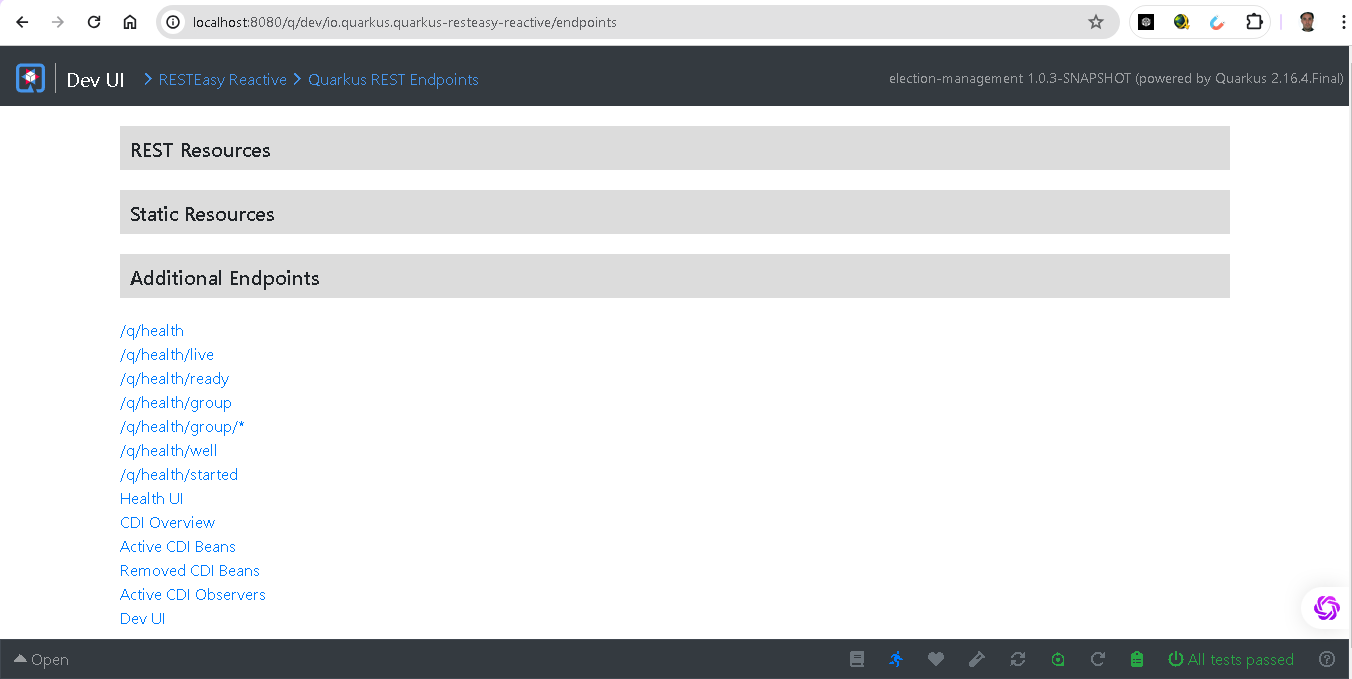 localhost:8080/q/dev/io.quarkus.quarkus-resteasy-reactive/endpoints
Dev UI > RESTEasy Reactive > Quarkus REST Endpoints election-management 1.0.3-SNAPSHOT (powered by Quarkus 2.16.4.Final)
REST Resources
Static Resources
Additional Endpoints
/q/health
/q/health/live
/q/health/ready
/q/health/group
/q/health/group/*
/q/health/well
/q/health/started
Health UI
CDI Overview
Active CDI Beans
Removed CDI Beans
Active CDI Observers
Dev UI
Open All tests passed